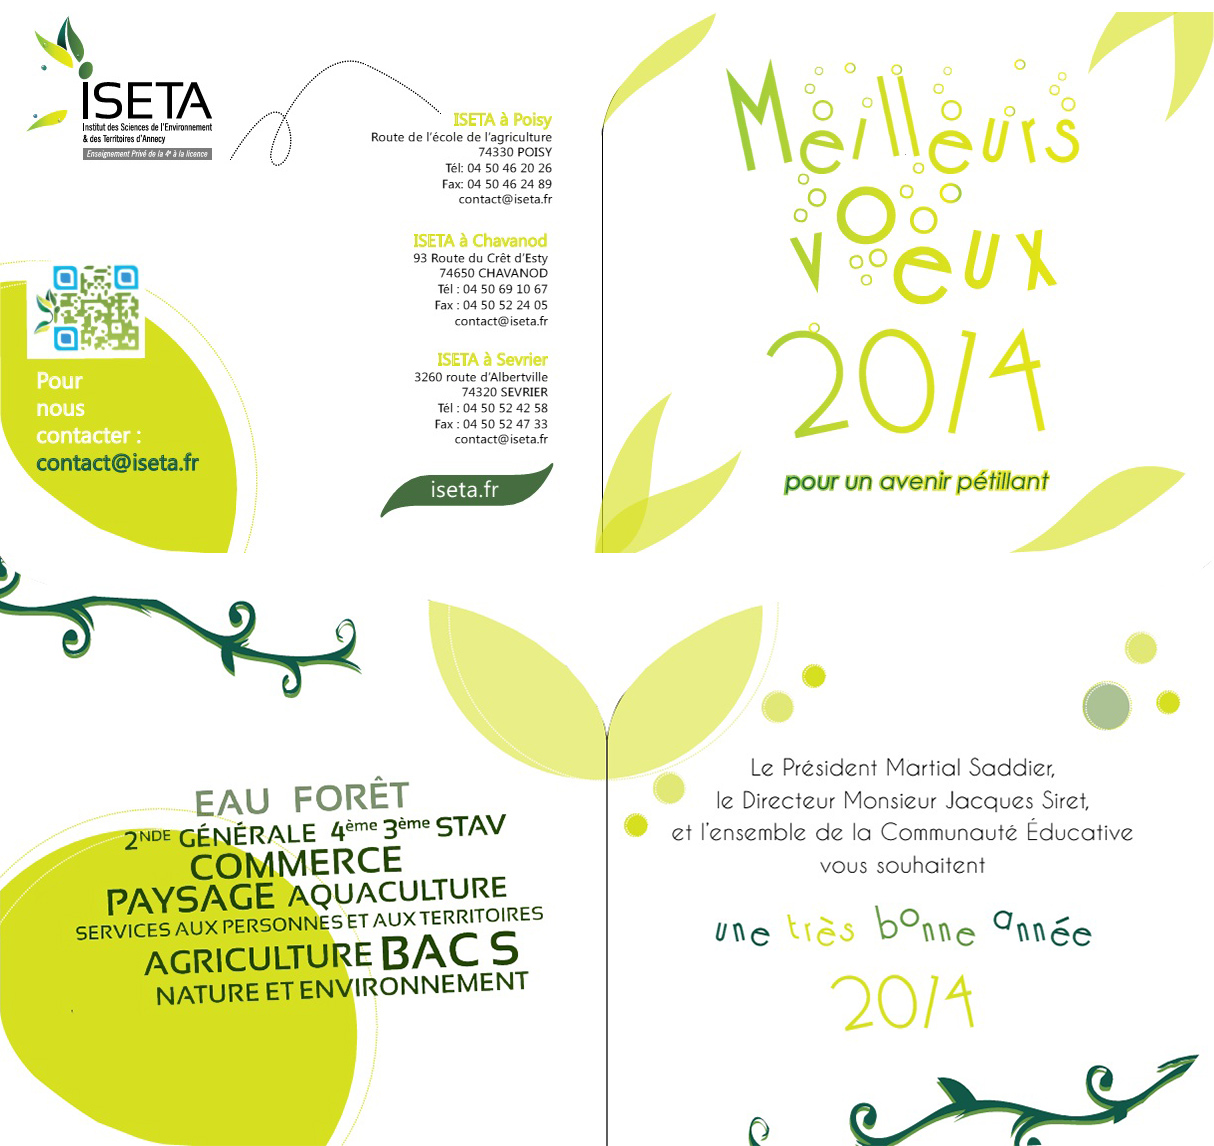 ISETA
Institut des Sciences de l'Environnement
& des Territoires d'Annecy
Enseignement Privé de la 4e à la licence
ISETA à Poisy
Route de l'école de l'agriculture
74330 POISY
Tél: 04 50 46 20 26
Fax: 04 50 46 24 89
contact@iseta.fr
ISETA à Chavanod
93 Route du Crêt d'Esty
74650 CHAVANOD
Tél : 04 50 69 10 67
Fax : 04 50 52 24 05
contact@iseta.fr
ISETA à Sevrier
3260 route d'Albertville
74320 SEVRIER
Tél : 04 50 52 42 58
Fax : 04 50 52 47 33
contact@iseta.fr
iseta.fr
Pour
nous
contacter :
contact@iseta.fr
Meilleurs
voeux
2014
pour un avenir pétillant
EAU FORÊT
2NDE GÉNÉRALE 4ème 3ème STAV
COMMERCE
PAYSAGE AQUACULTURE
SERVICES AUX PERSONNES ET AUX TERRITOIRES
AGRICULTURE BAC S
NATURE ET ENVIRONNEMENT
Le Président Martial Saddier,
le Directeur Monsieur Jacques Siret,
et l'ensemble de la Communauté Éducative
vous souhaitent
une très bonne année
2014